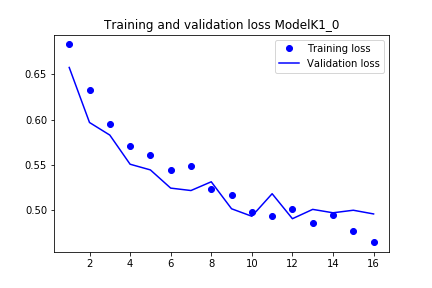 Training and validation loss ModelK1_0
Training loss
Validation loss
0.65
0.60
0.55
0.50
2 4 6 8 10 12 14 16